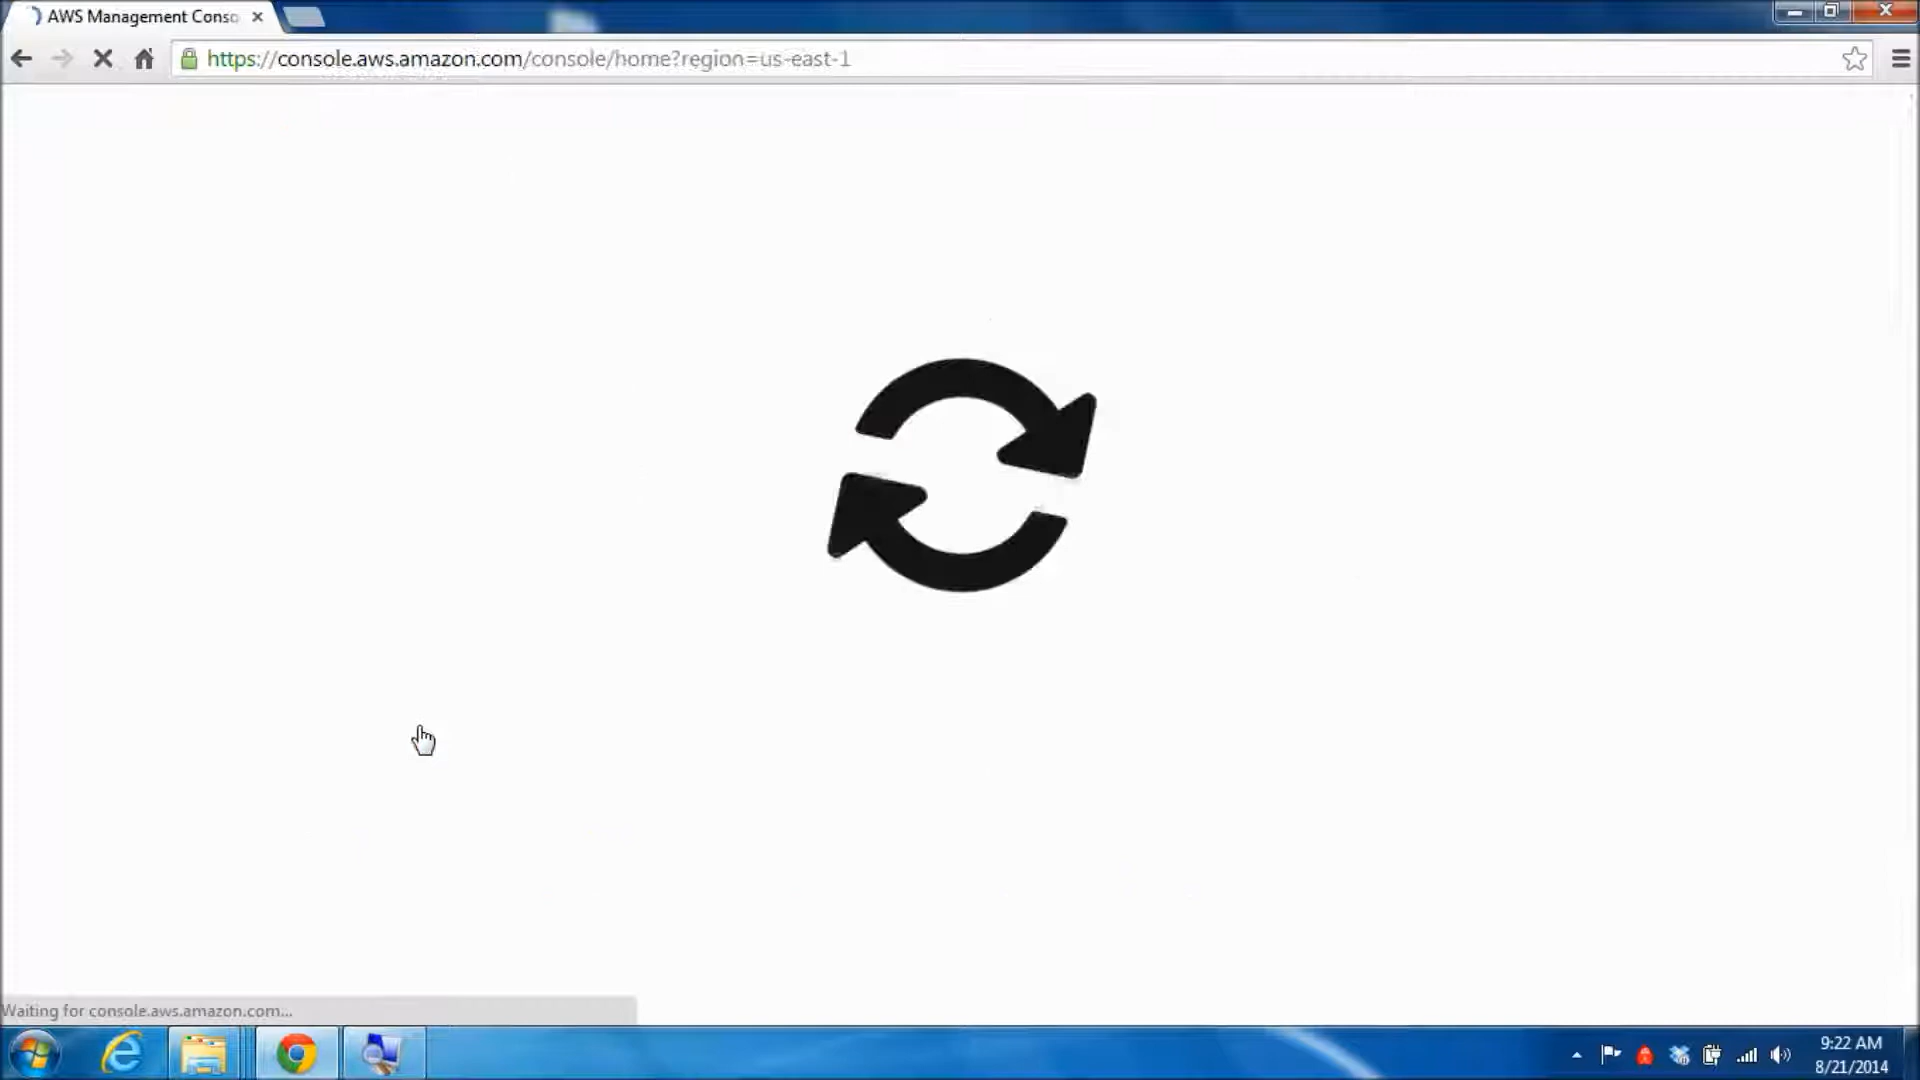 AWS Management Conso
https://console.aws.amazon.com/console/home?region=us-east-1
Waiting for console.aws.amazon.com...
9:22 AM
8/21/2014